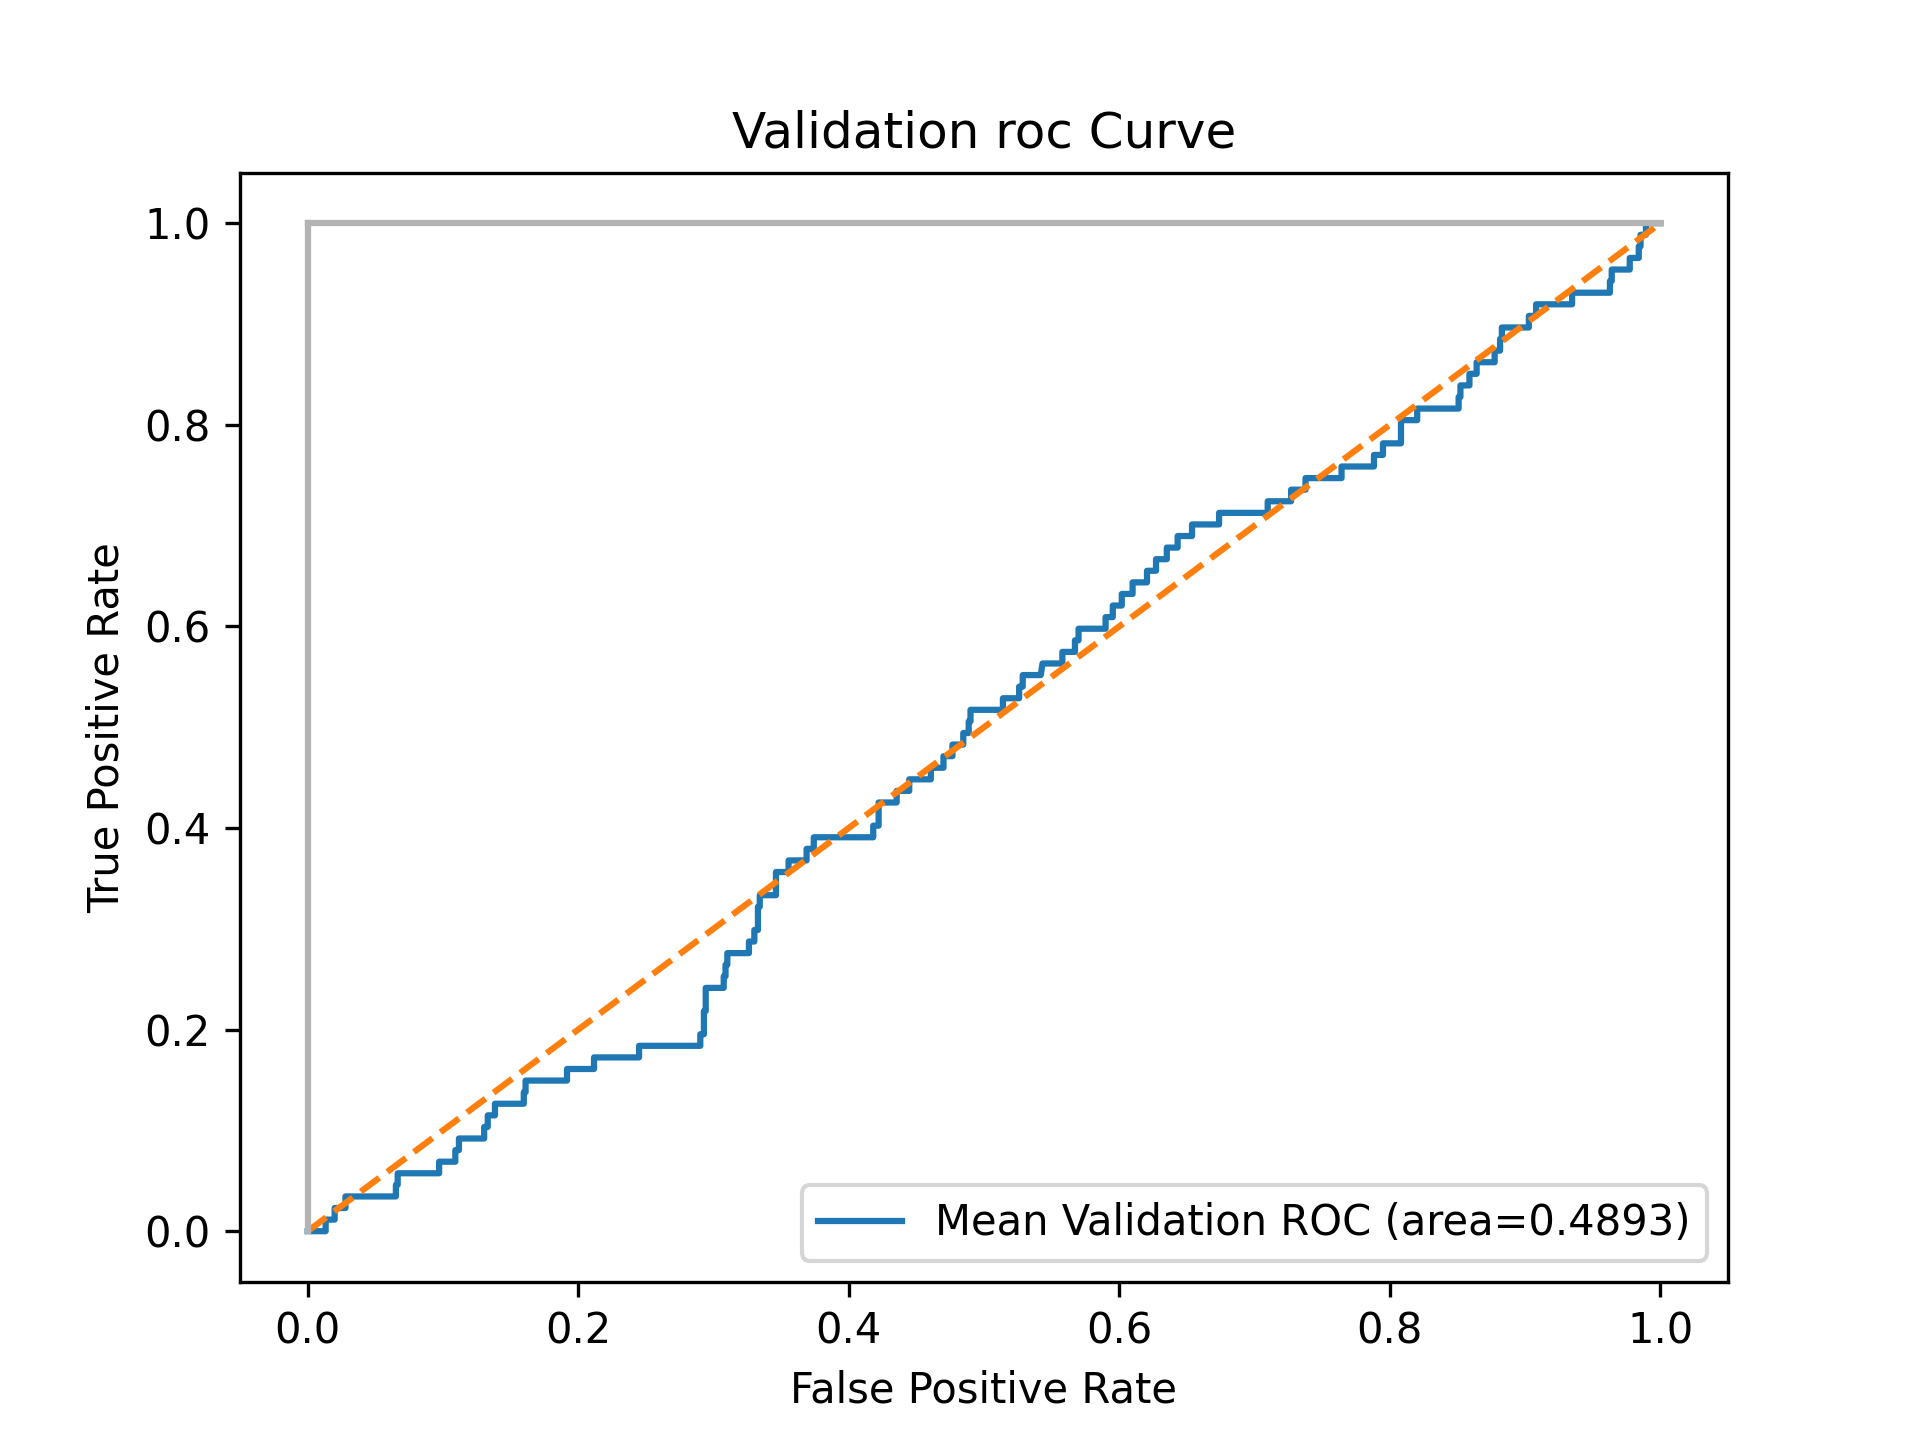 Validation roc Curve
True Positive Rate
1.0
0.8
0.6
0.4
0.2
0.0
Mean Validation ROC (area=0.4893)
0.0 0.2 0.4 0.6 0.8 1.0
False Positive Rate